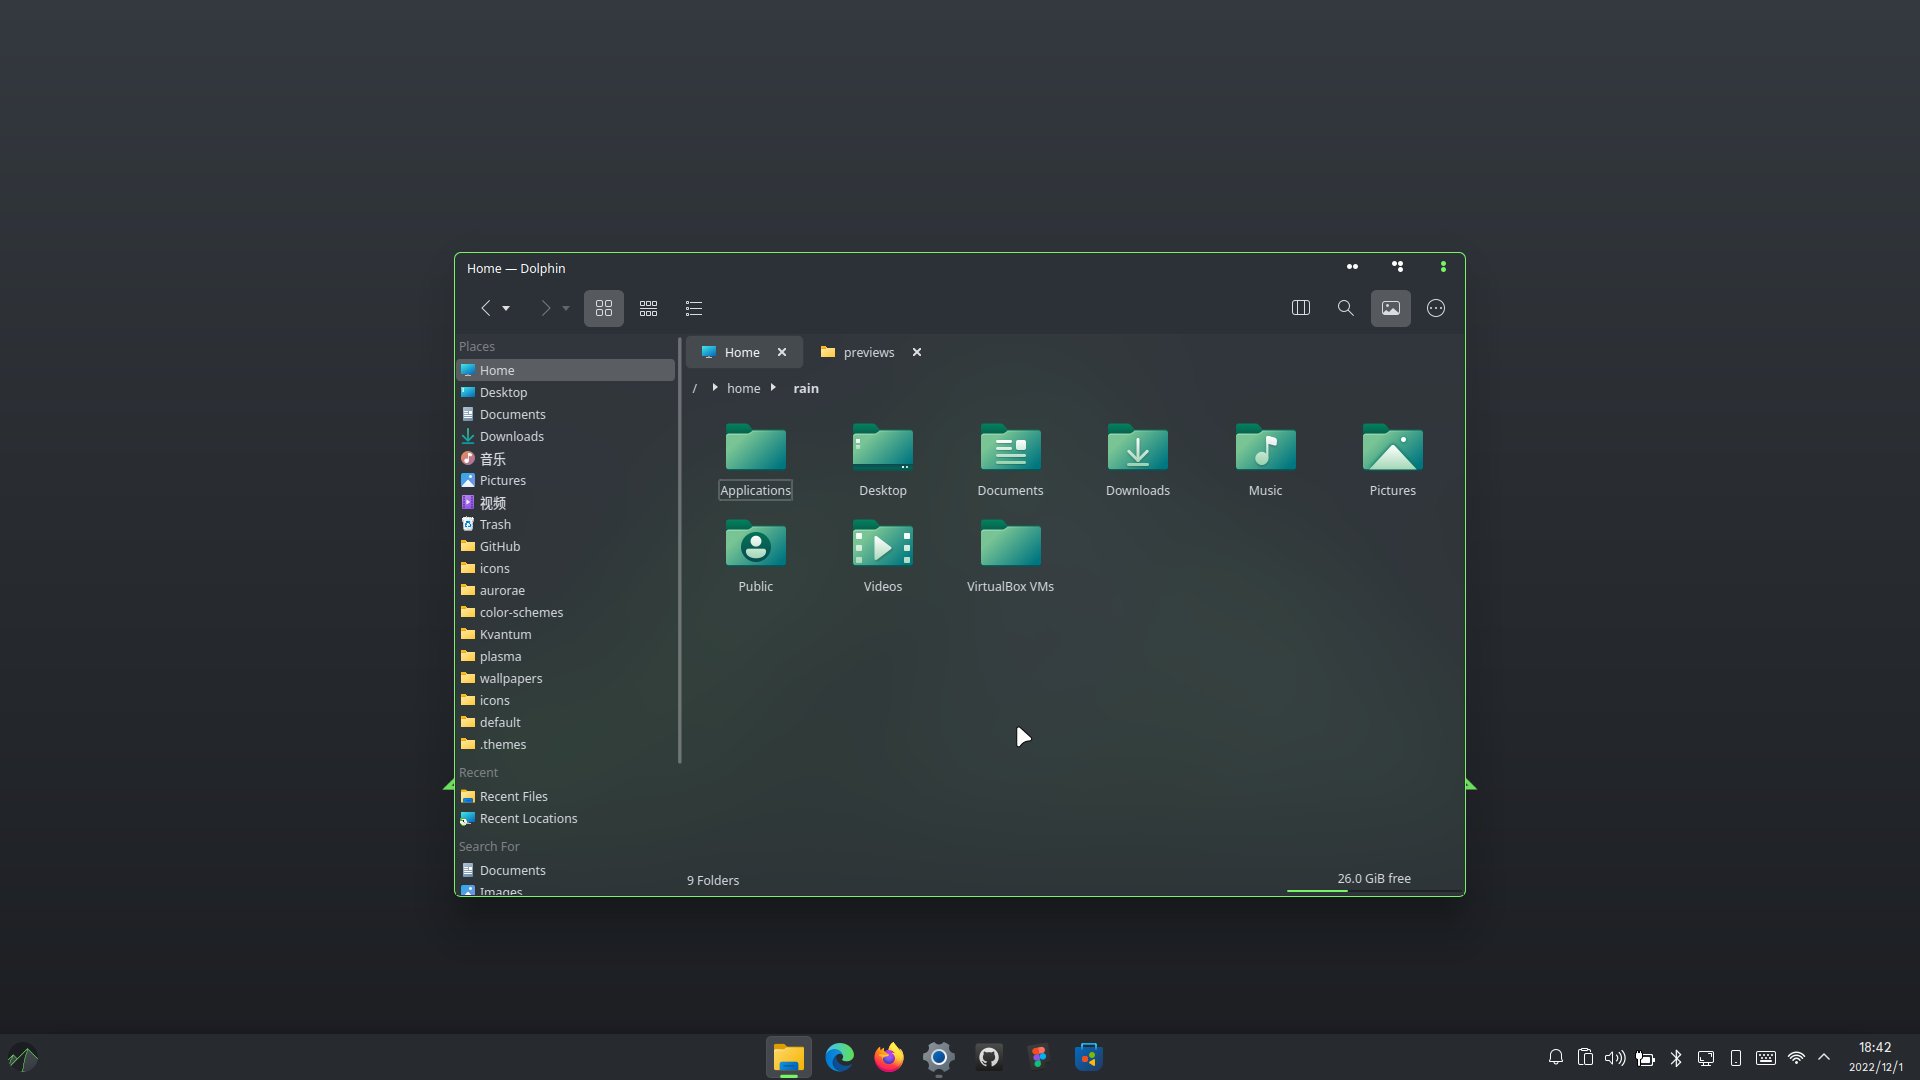 Home — Dolphin
Places
Home
Desktop
Documents
Downloads
音乐
Pictures
视频
Trash
GitHub
icons
aurorae
color-schemes
Kvantum
plasma
wallpapers
icons
default
.themes
Recent
Recent Files
Recent Locations
Search For
Documents
Images
Home previews
/ home rain
Applications Desktop Documents Downloads Music Pictures
Public Videos VirtualBox VMs
9 Folders 26.0 GiB free
18:42
2022/12/1